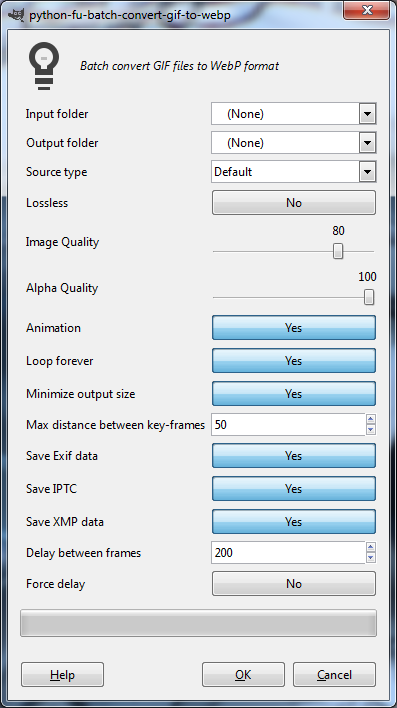 python-fu-batch-convert-gif-to-webp
Batch convert GIF files to WebP format
Input folder (None)
Output folder (None)
Source type Default
Lossless No
Image Quality 80
Alpha Quality 100
Animation Yes
Loop forever Yes
Minimize output size Yes
Max distance between key-frames 50
Save Exif data Yes
Save IPTC Yes
Save XMP data Yes
Delay between frames 200
Force delay No
Help OK Cancel